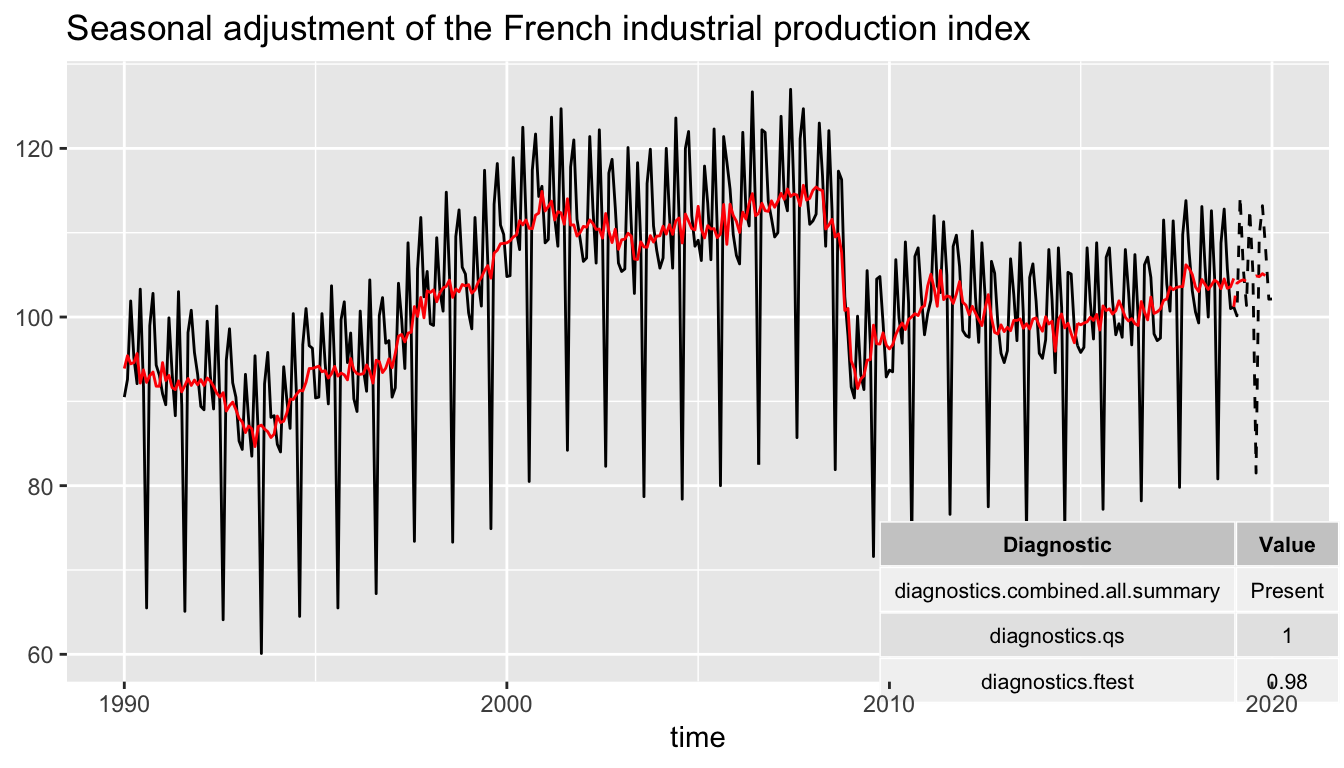 Seasonal adjustment of the French industrial production index
120
100
80
60
Diagnostic Value
diagnostics.combined.all.summary Present
diagnostics.qs 1
diagnostics.ftest 0.98
1990 2000 2010 2020
time